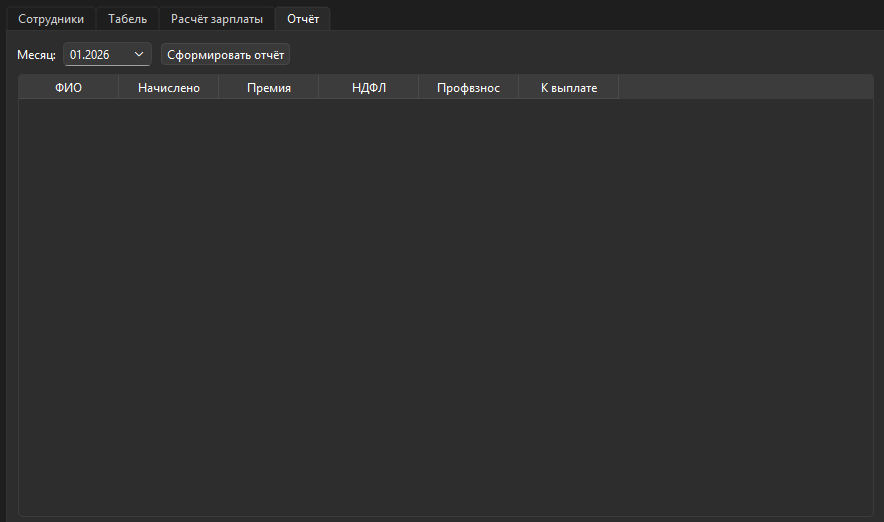 Сотрудники Табель Расчёт зарплаты Отчёт
Месяц: 01.2026 Сформировать отчёт
ФИО Начислено Премия НДФЛ Профвзнос К выплате